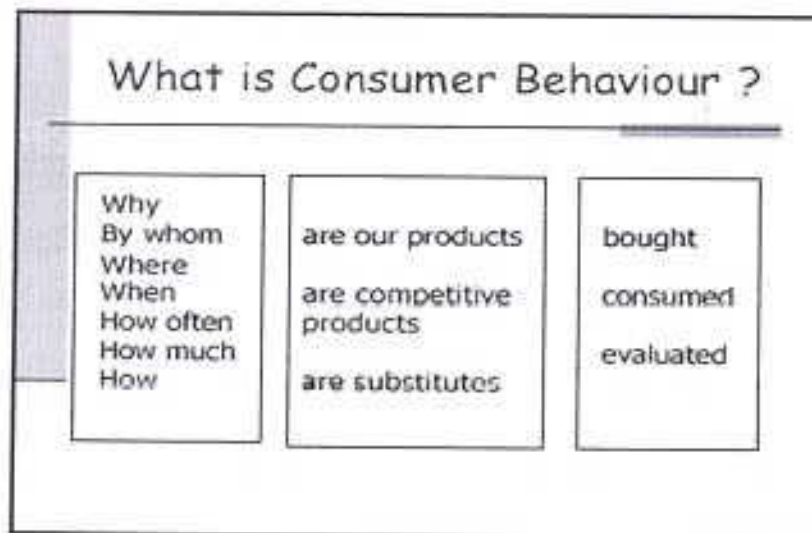 What is Consumer Behaviour ?
Why
By whom
Where
When
How often
How much
How
are our products
are competitive
products
are substitutes
bought
consumed
evaluated